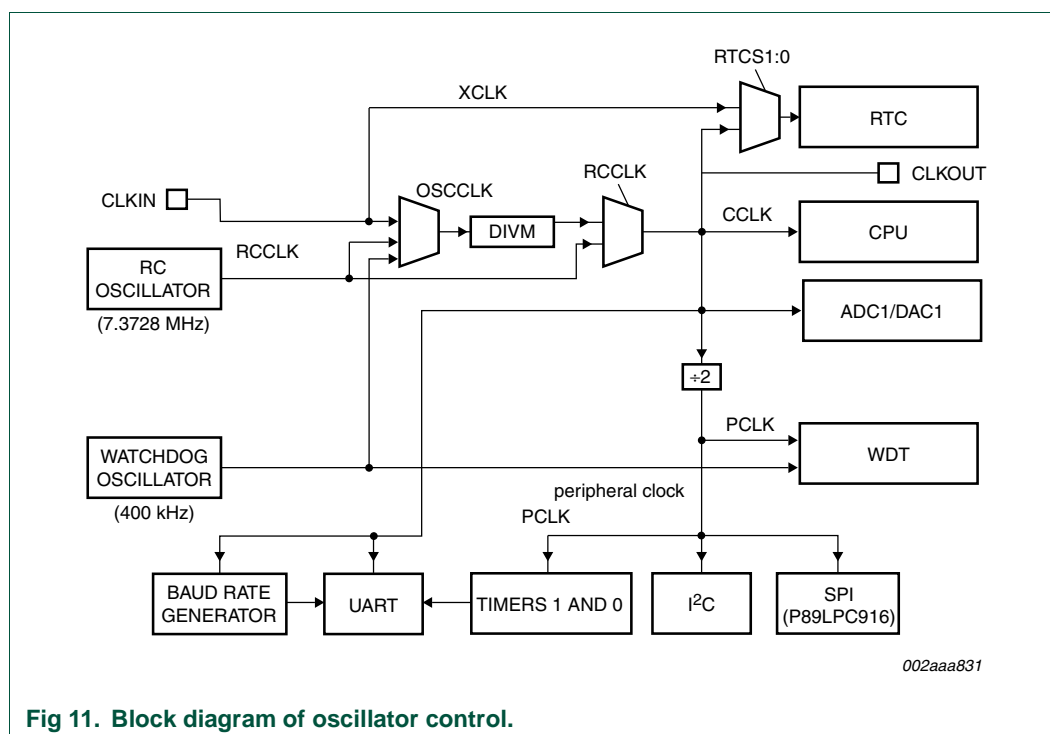 RTCS1:0
XCLK
RTC
RCCLK
CLKOUT
CLKIN
OSCCLK
DIVM
CCLK
CPU
RCCLK
RC
OSCILLATOR
(7.3728 MHz)
ADC1/DAC1
÷2
PCLK
WDT
WATCHDOG
OSCILLATOR
(400 kHz)
peripheral clock
PCLK
BAUD RATE
GENERATOR
UART
TIMERS 1 AND 0
I²C
SPI
(P89LPC916)
002aaa831
Fig 11. Block diagram of oscillator control.